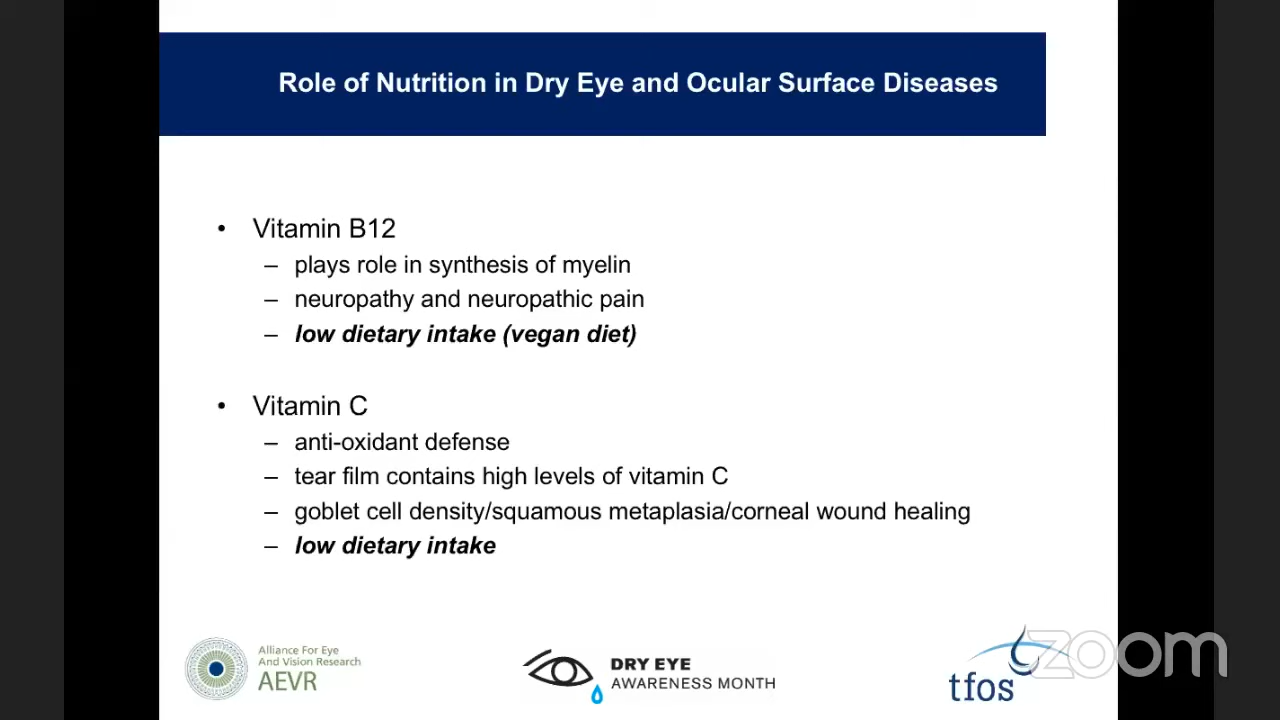 Role of Nutrition in Dry Eye and Ocular Surface Diseases
• Vitamin B12
– plays role in synthesis of myelin
– neuropathy and neuropathic pain
– low dietary intake (vegan diet)
• Vitamin C
– anti-oxidant defense
– tear film contains high levels of vitamin C
– goblet cell density/squamous metaplasia/corneal wound healing
– low dietary intake
Alliance For Eye
And Vision Research
AEVR
DRY EYE
AWARENESS MONTH
tfos
zoom